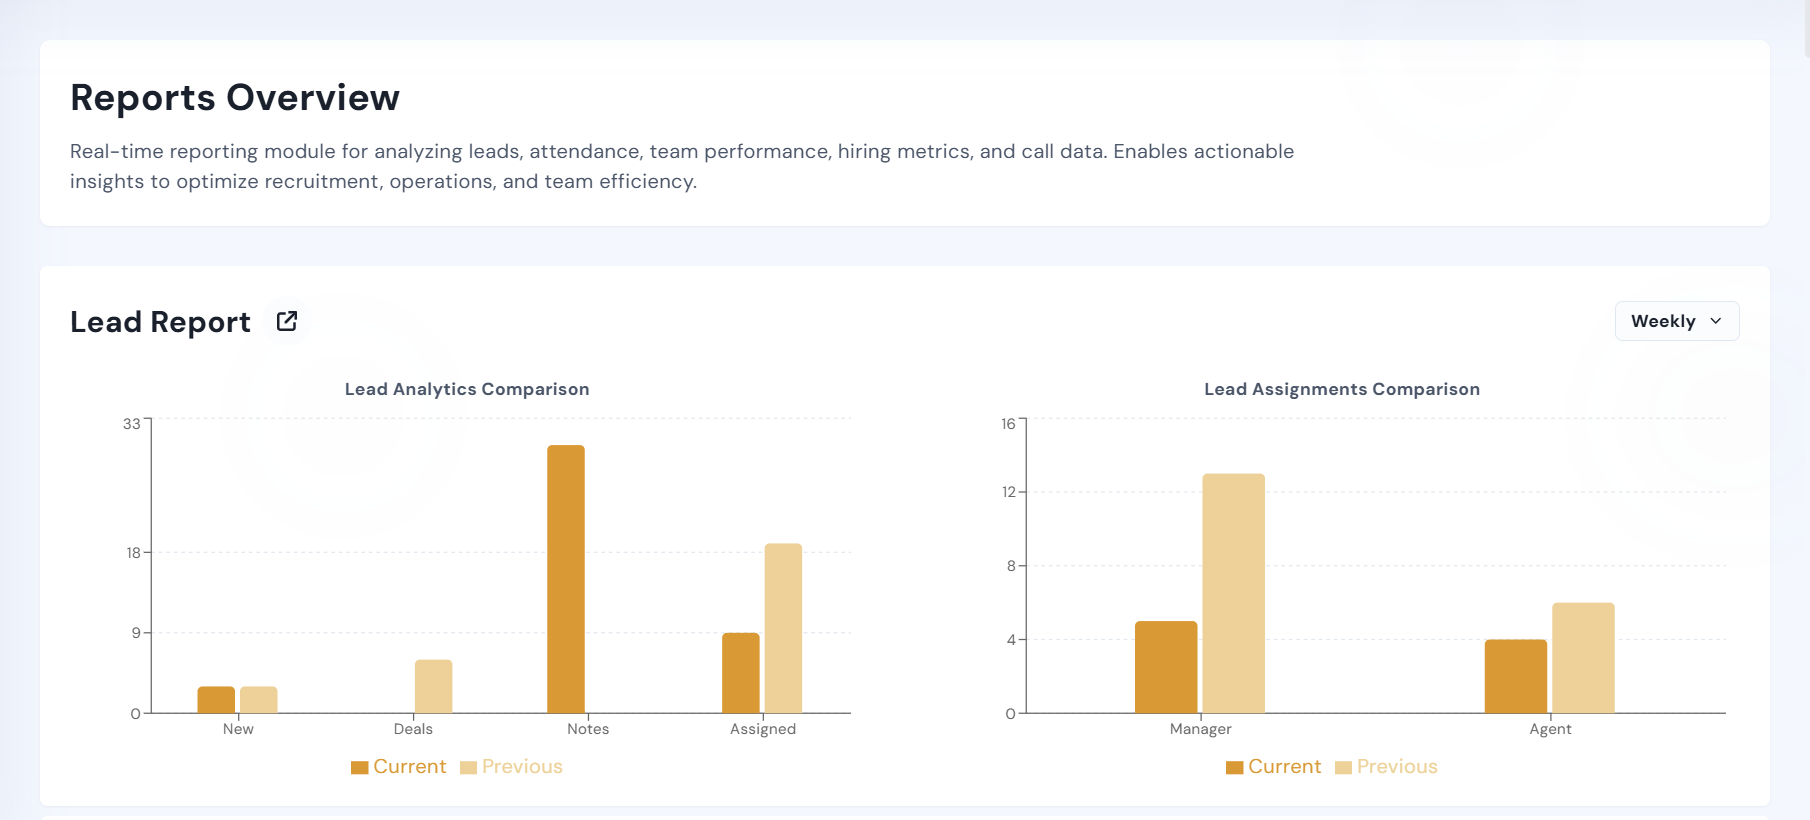 Reports Overview
Real-time reporting module for analyzing leads, attendance, team performance, hiring metrics, and call data. Enables actionable
insights to optimize recruitment, operations, and team efficiency.
Lead Report
Weekly
Lead Analytics Comparison
33
18
9
0
New
Deals
Notes
Assigned
Current
Previous
Lead Assignments Comparison
16
12
8
4
0
Manager
Agent
Current
Previous